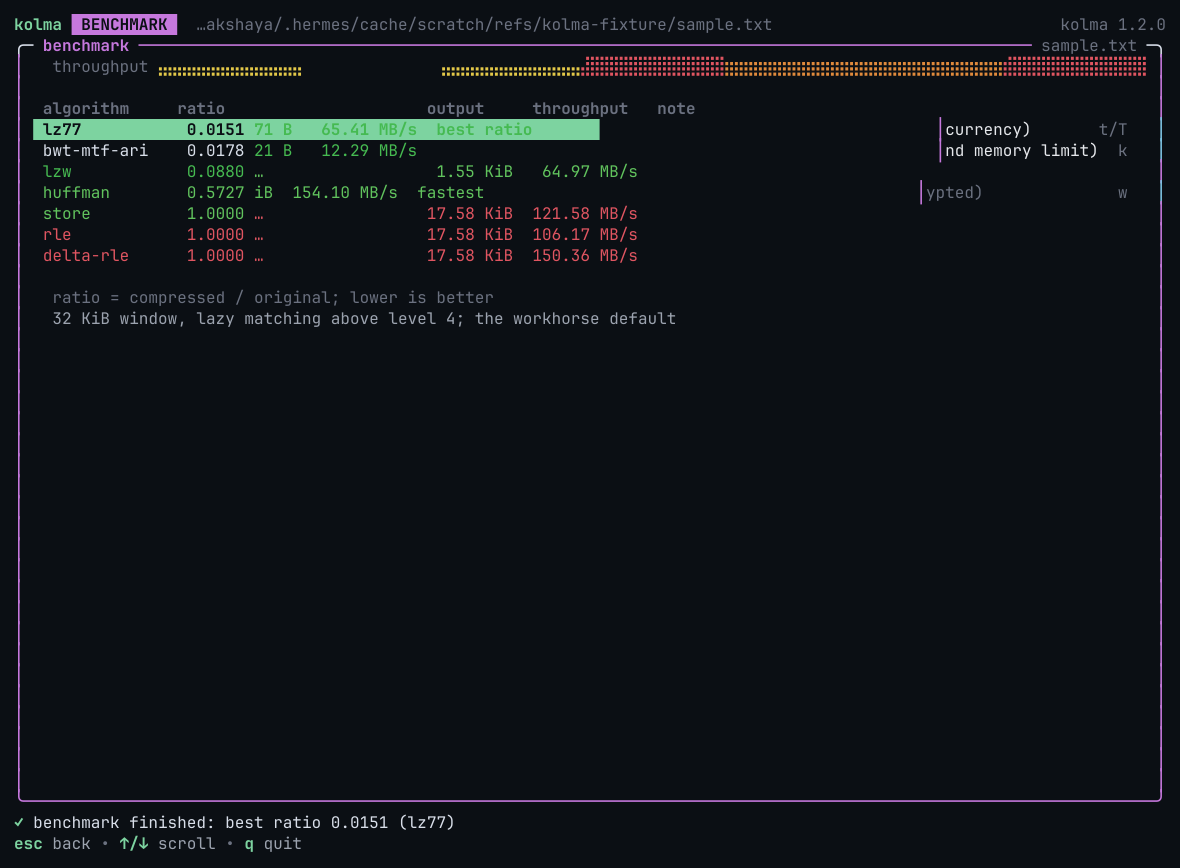 kolma BENCHMARK …akshaya/.hermes/cache/scratch/refs/kolma-fixture/sample.txt kolma 1.2.0
benchmark sample.txt
throughput
algorithm ratio output throughput note
lz77 0.0151 71 B 65.41 MB/s best ratio currency) t/T
bwt-mtf-ari 0.0178 21 B 12.29 MB/s nd memory limit) k
lzw 0.0880 … 1.55 KiB 64.97 MB/s
huffman 0.5727 iB 154.10 MB/s fastest ypted) w
store 1.0000 … 17.58 KiB 121.58 MB/s
rle 1.0000 … 17.58 KiB 106.17 MB/s
delta-rle 1.0000 … 17.58 KiB 150.36 MB/s
ratio = compressed / original; lower is better
32 KiB window, lazy matching above level 4; the workhorse default
✓ benchmark finished: best ratio 0.0151 (lz77)
esc back • ↑/↓ scroll • q quit